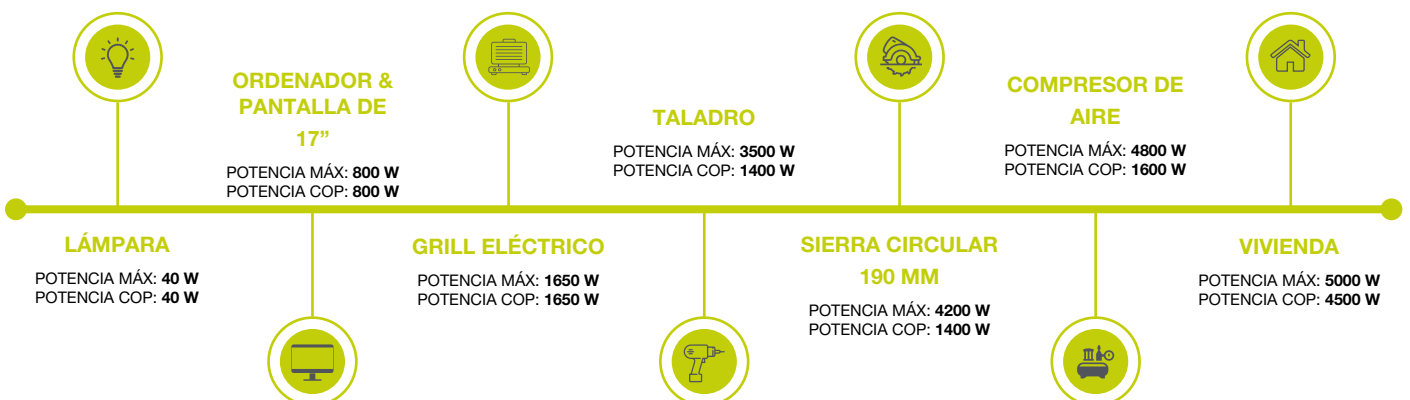 LÁMPARA
POTENCIA MÁX: 40 W
POTENCIA COP: 40 W
ORDENADOR &
PANTALLA DE
17”
POTENCIA MÁX: 800 W
POTENCIA COP: 800 W
GRILL ELÉCTRICO
POTENCIA MÁX: 1650 W
POTENCIA COP: 1650 W
TALADRO
POTENCIA MÁX: 3500 W
POTENCIA COP: 1400 W
SIERRA CIRCULAR
190 MM
POTENCIA MÁX: 4200 W
POTENCIA COP: 1400 W
COMPRESOR DE
AIRE
POTENCIA MÁX: 4800 W
POTENCIA COP: 1600 W
VIVIENDA
POTENCIA MÁX: 5000 W
POTENCIA COP: 4500 W